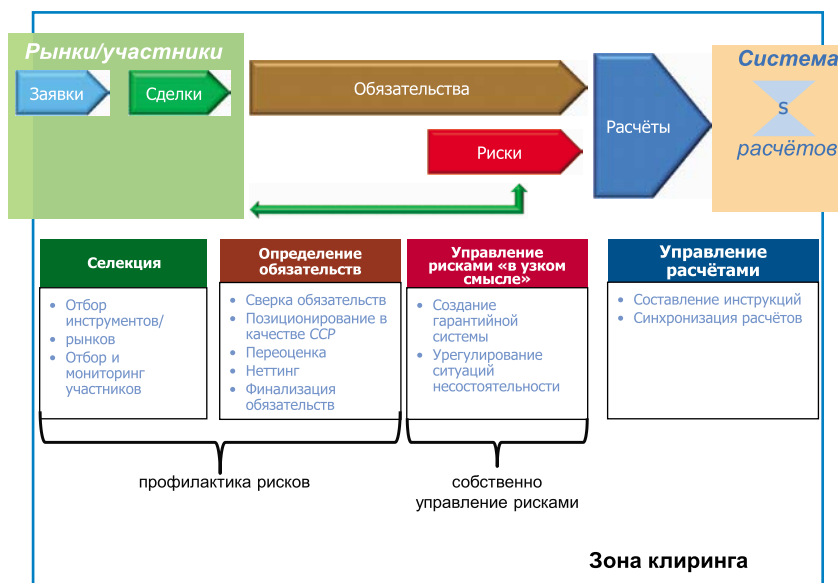 Рынки/участники
Заявки
Сделки
Обязательства
Риски
Расчёты
Система
S
расчётов
Селекция
• Отбор
инструментов/
• рынков
• Отбор и
мониторинг
участников
Определение
обязательств
• Сверка обязательств
• Позиционирование в
качестве CCP
• Переоценка
• Неттинг
• Финализация
обязательств
Управление
рисками «в узком
смысле»
• Создание
гарантийной
системы
• Урегулирование
ситуаций
несостоятельности
Управление
расчётами
• Составление инструкций
• Синхронизация расчётов
профилактика рисков
собственно
управление рисками
Зона клиринга